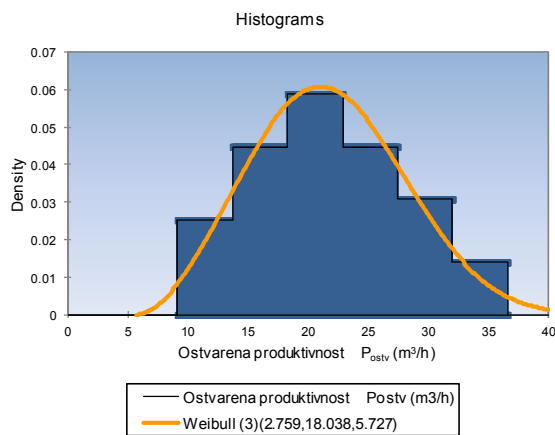 Histograms
0.07
0.06
0.05
0.04
0.03
0.02
0.01
0
Density
0 5 10 15 20 25 30 35 40
Ostvarena produktivnost P_ostv (m³/h)
Ostvarena produktivnost Postv (m3/h)
Weibull (3)(2.759,18.038,5.727)